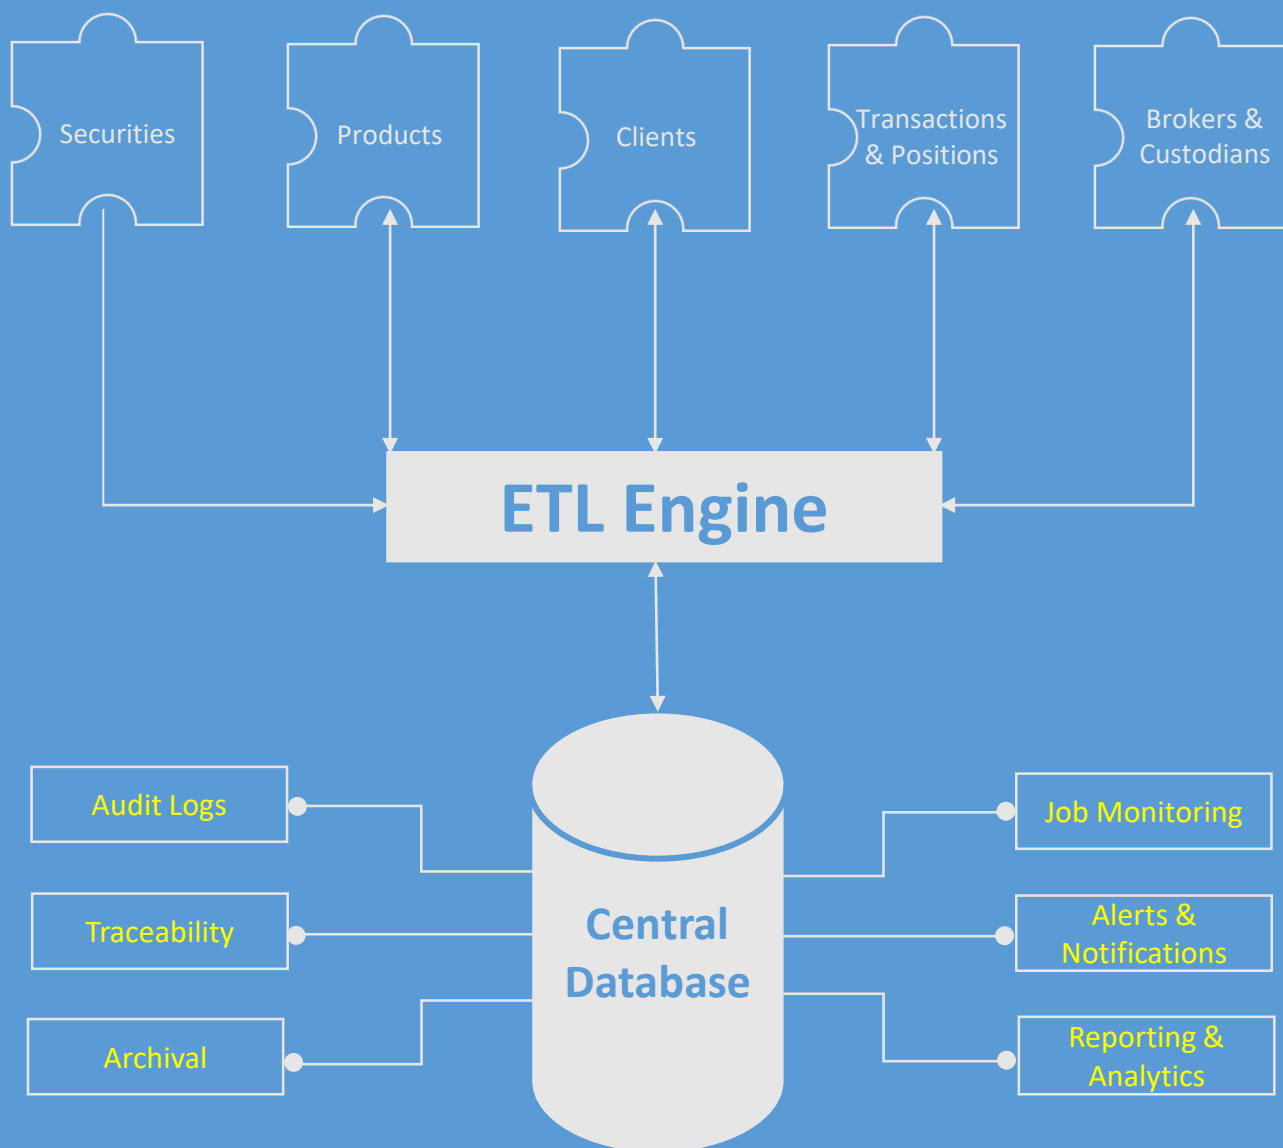 Securities
Products
Clients
Transactions
& Positions
Brokers &
Custodians
ETL Engine
Audit Logs
Job Monitoring
Traceability
Central
Database
Alerts &
Notifications
Archival
Reporting &
Analytics